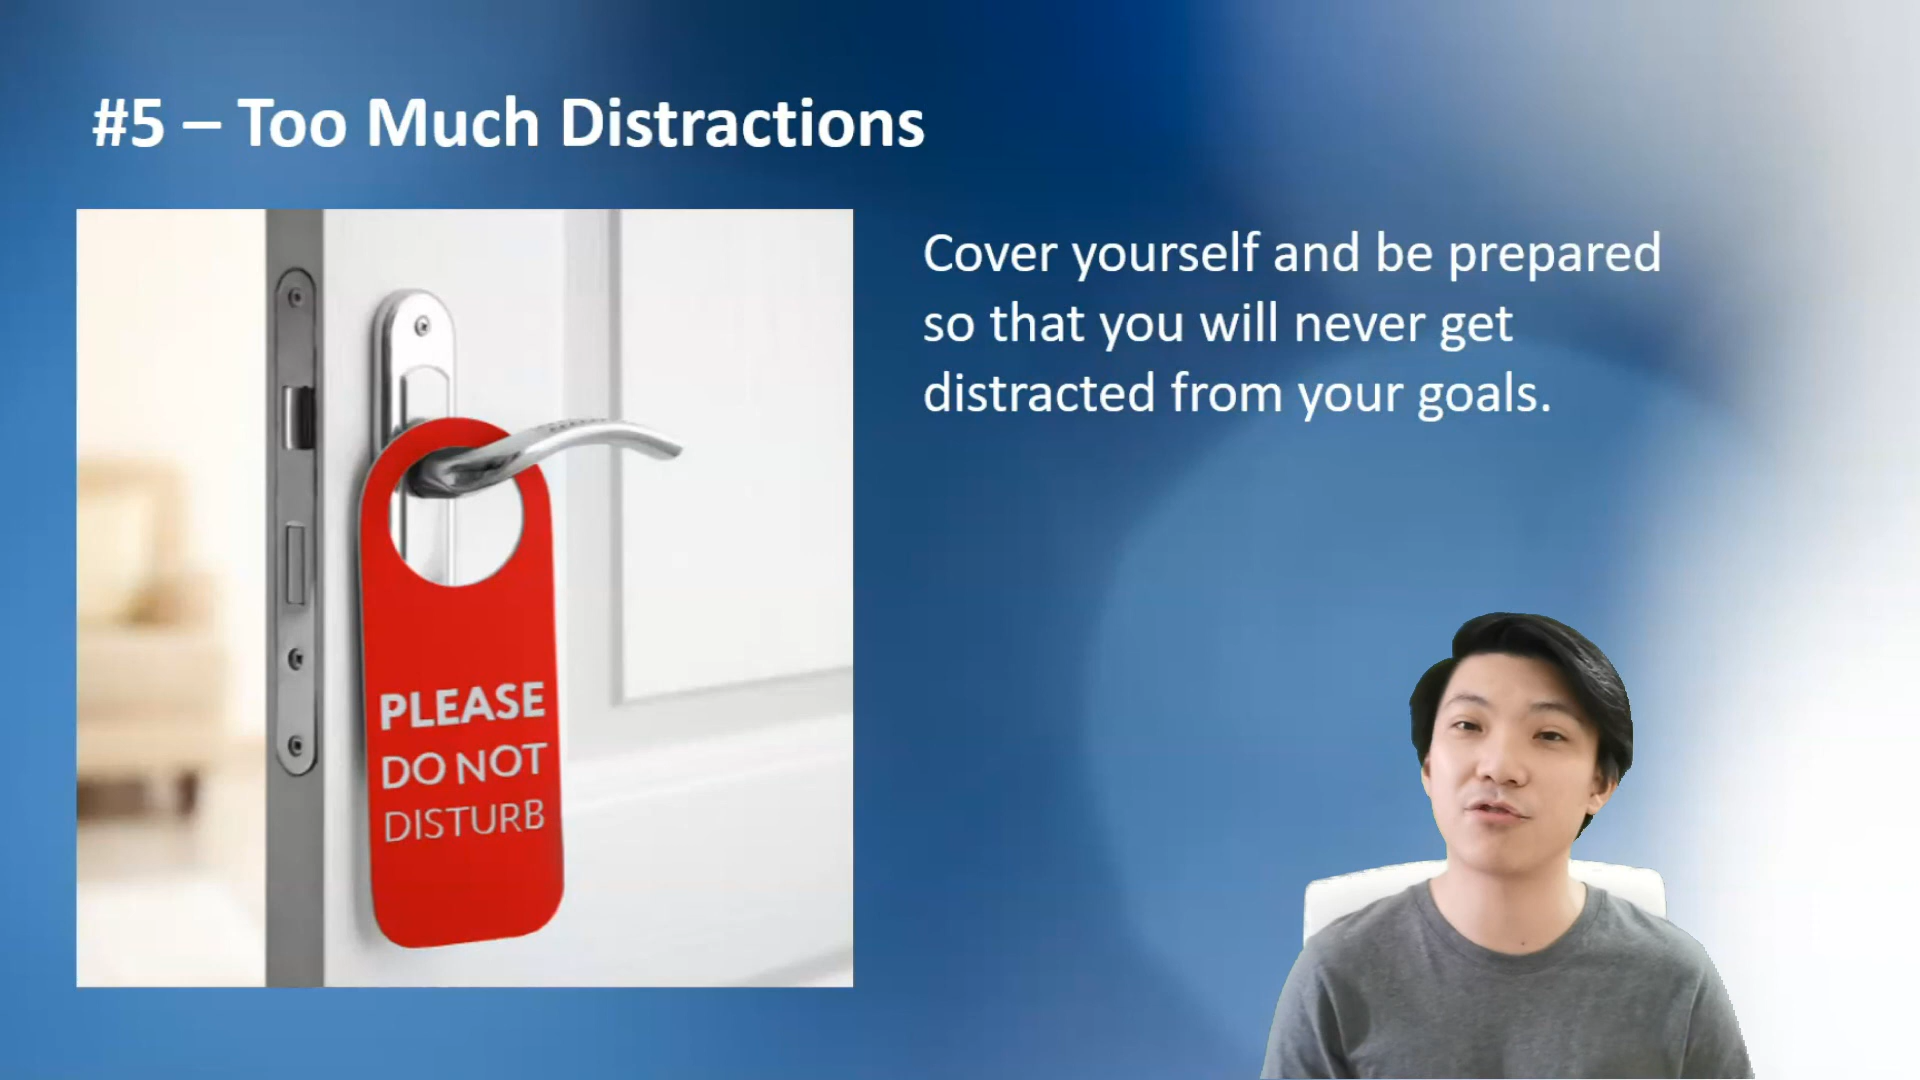 #5 – Too Much Distractions
Cover yourself and be prepared
so that you will never get
distracted from your goals.
PLEASE
DO NOT
DISTURB